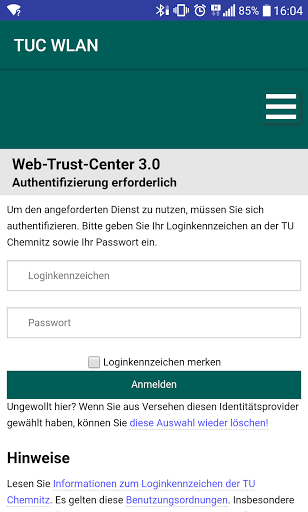 85% 16:04
TUC WLAN
Web-Trust-Center 3.0
Authentifizierung erforderlich
Um den angeforderten Dienst zu nutzen, müssen Sie sich
authentifizieren. Bitte geben Sie Ihr Loginkennzeichen an der TU
Chemnitz sowie Ihr Passwort ein.
Loginkennzeichen
Passwort
Loginkennzeichen merken
Anmelden
Ungewollt hier? Wenn Sie aus Versehen diesen Identitätsprovider
gewählt haben, können Sie diese Auswahl wieder löschen!
Hinweise
Lesen Sie Informationen zum Loginkennzeichen der TU
Chemnitz. Es gelten diese Benutzungsordnungen. Insbesondere